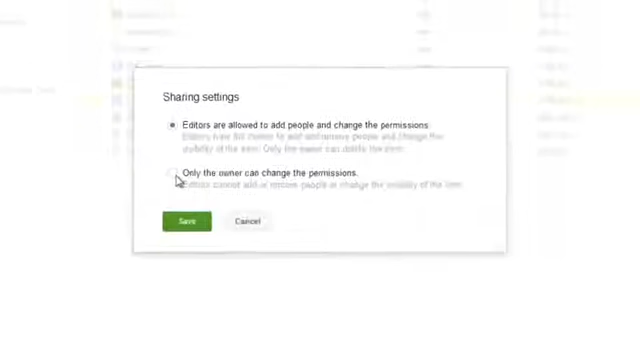 Sharing settings
Editors are allowed to add people and change the permissions
Editors have full control to add and remove people and change the
visibility of the item. Only the owner can delete the item.
Only the owner can change the permissions.
Editors cannot add or remove people or change the visibility of the item.
Save
Cancel